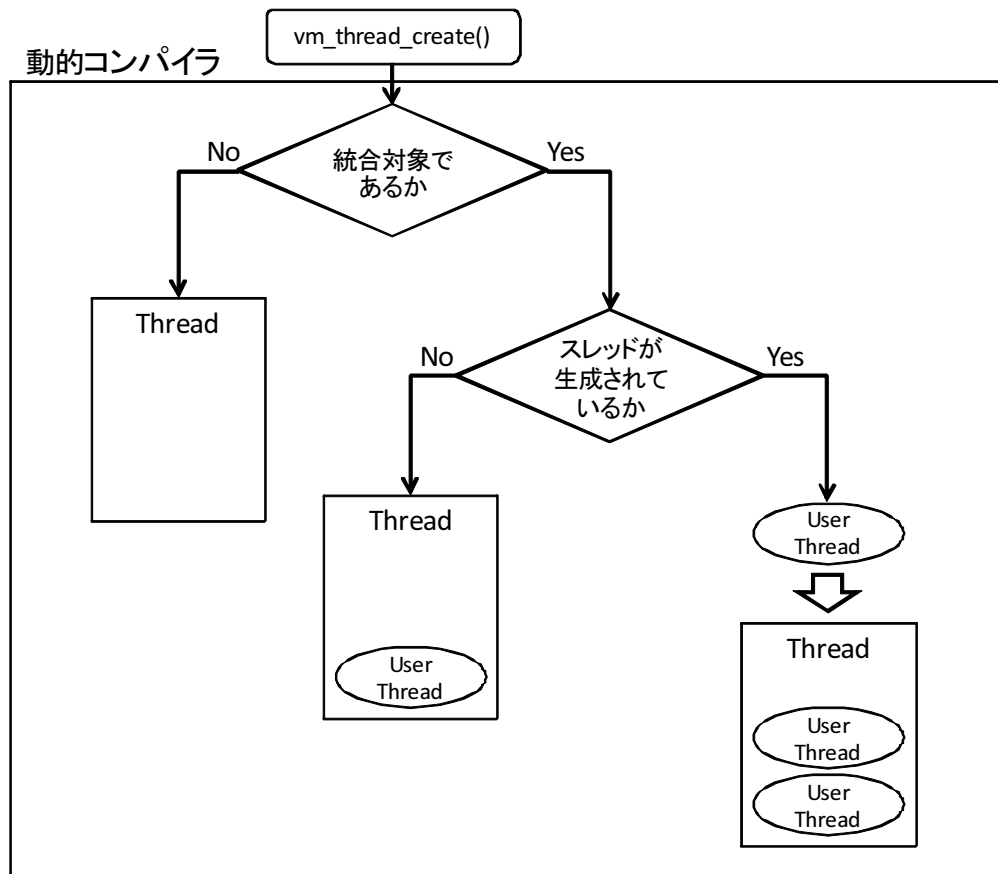 vm_thread_create()
動的コンパイラ
No
統合対象で
あるか
Yes
Thread
No
スレッドが
生成されて
いるか
Yes
Thread
User
Thread
User
Thread
Thread
User
Thread
User
Thread